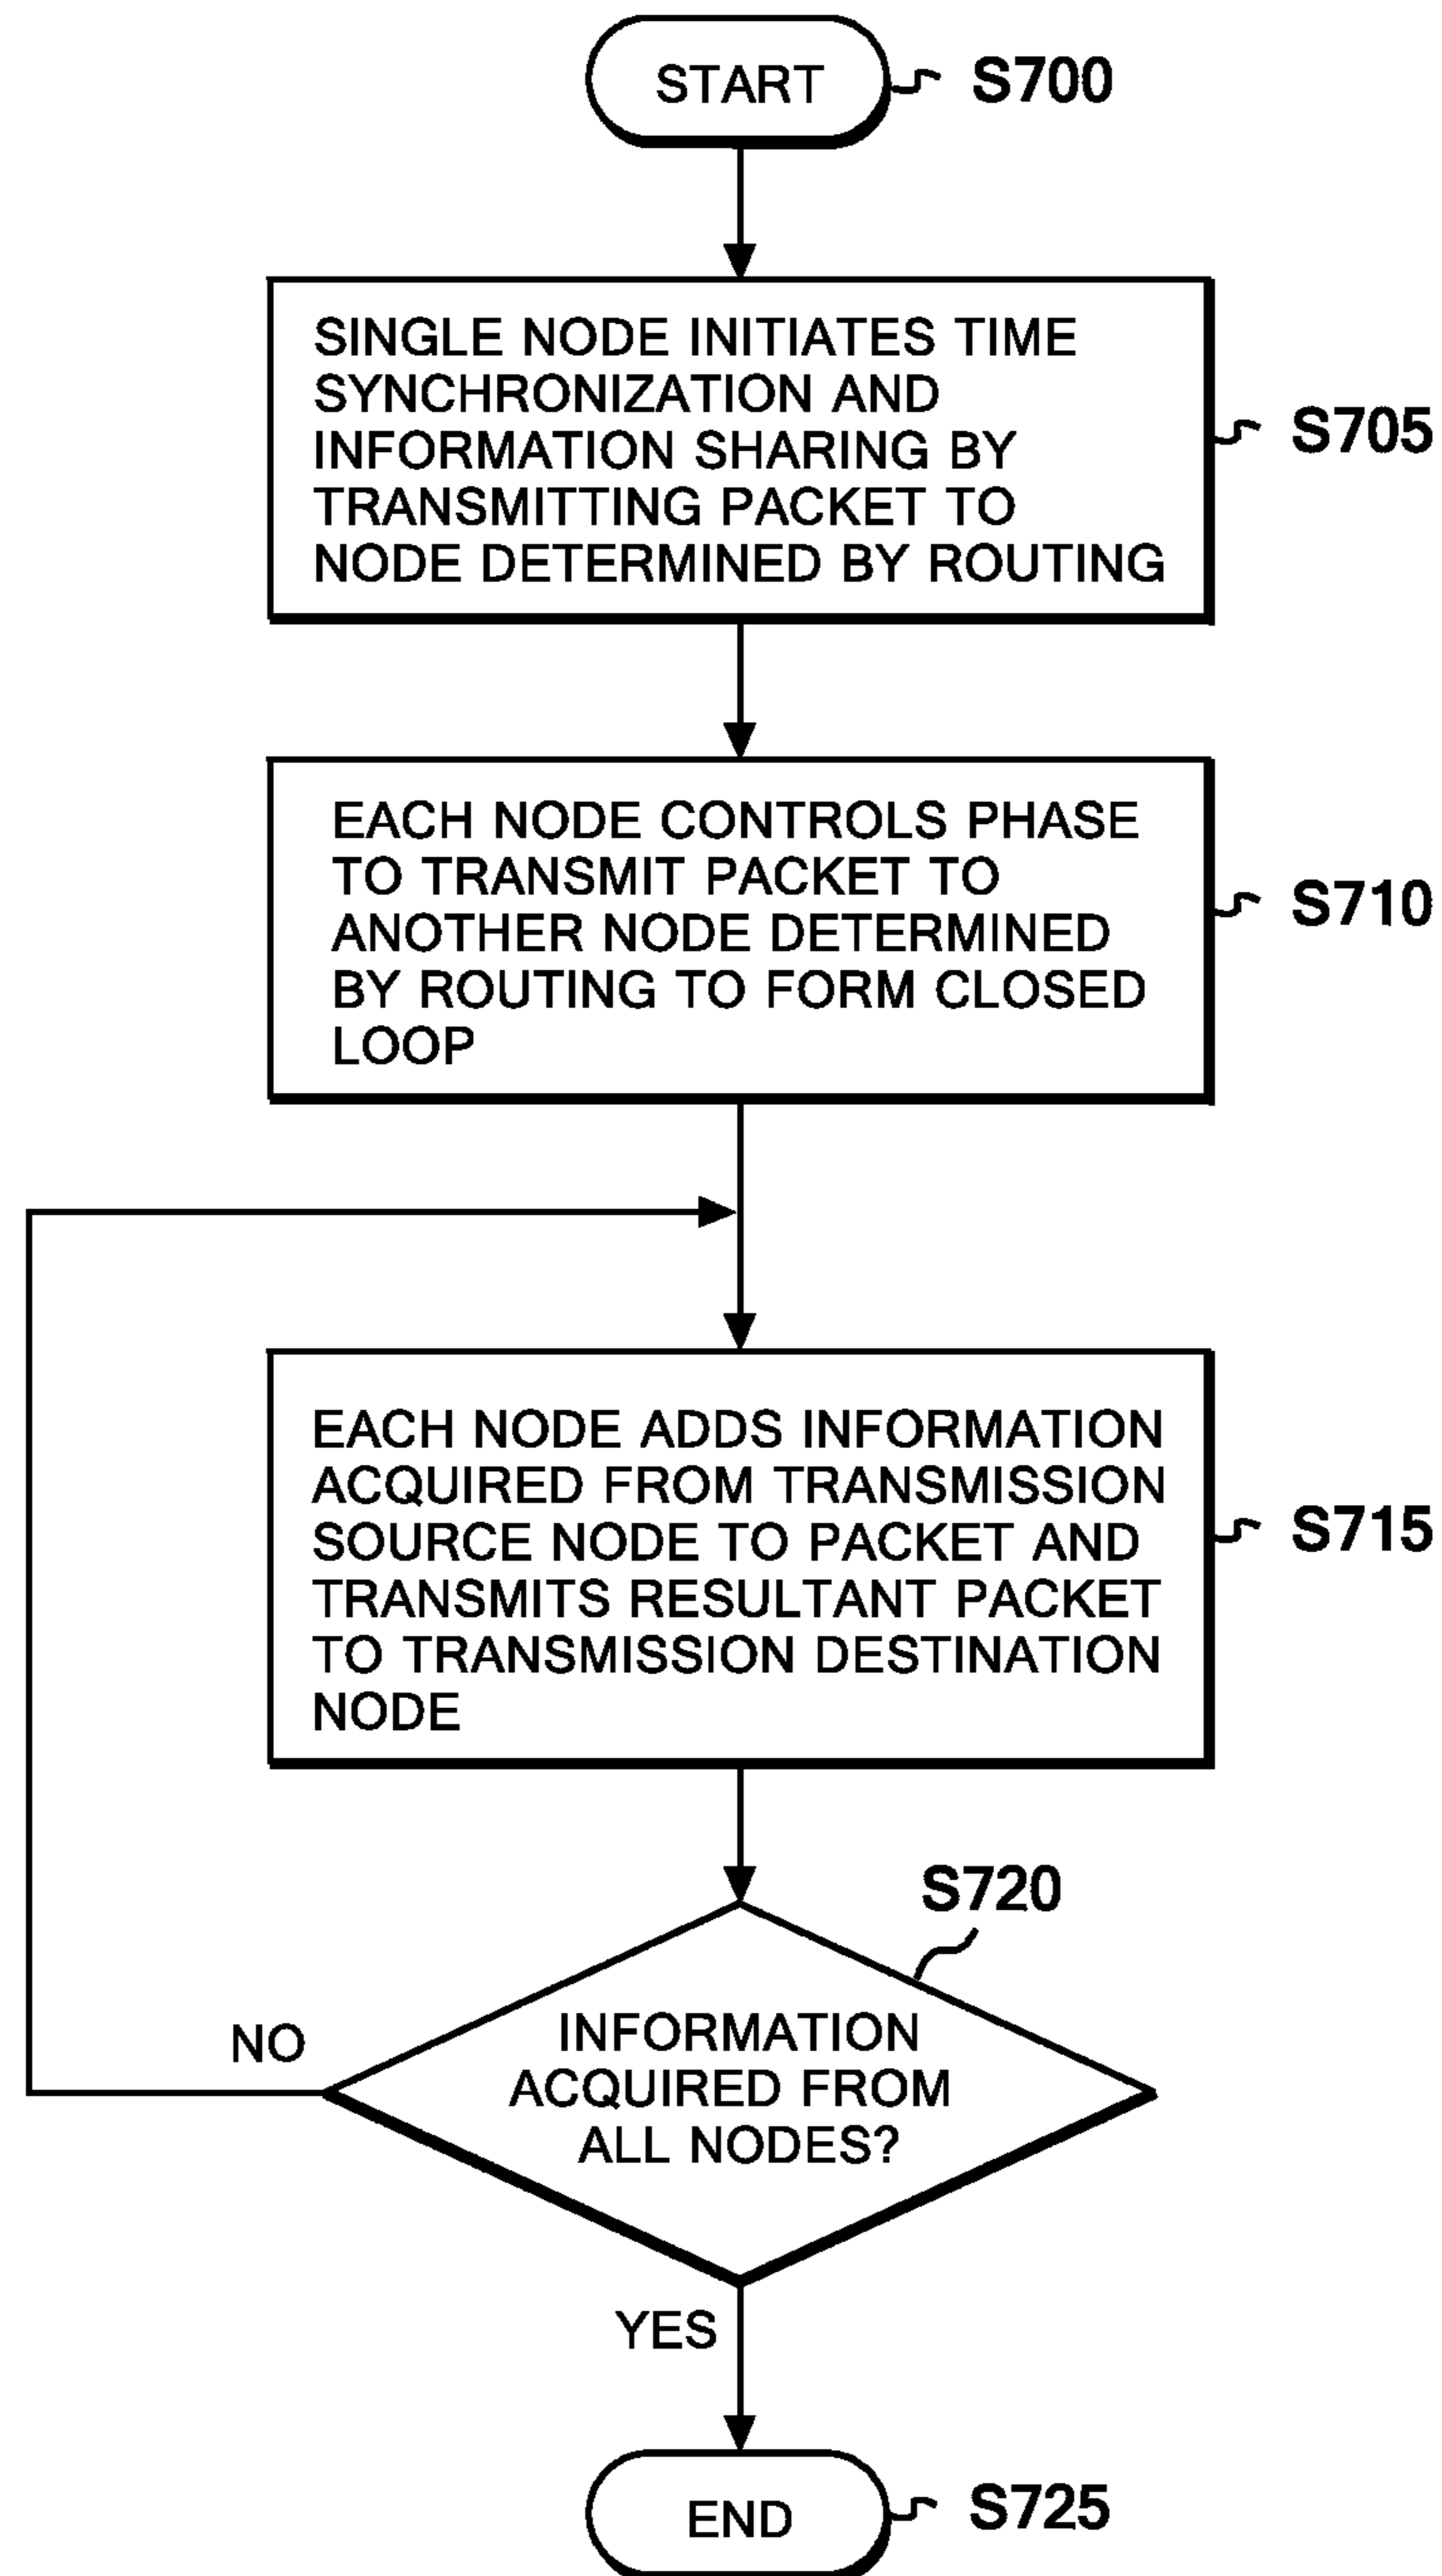 START
S700
SINGLE NODE INITIATES TIME
SYNCHRONIZATION AND
INFORMATION SHARING BY
TRANSMITTING PACKET TO
NODE DETERMINED BY ROUTING
S705
EACH NODE CONTROLS PHASE
TO TRANSMIT PACKET TO
ANOTHER NODE DETERMINED
BY ROUTING TO FORM CLOSED
LOOP
S710
EACH NODE ADDS INFORMATION
ACQUIRED FROM TRANSMISSION
SOURCE NODE TO PACKET AND
TRANSMITS RESULTANT PACKET
TO TRANSMISSION DESTINATION
NODE
S715
S720
INFORMATION
ACQUIRED FROM
ALL NODES?
NO
YES
END
S725